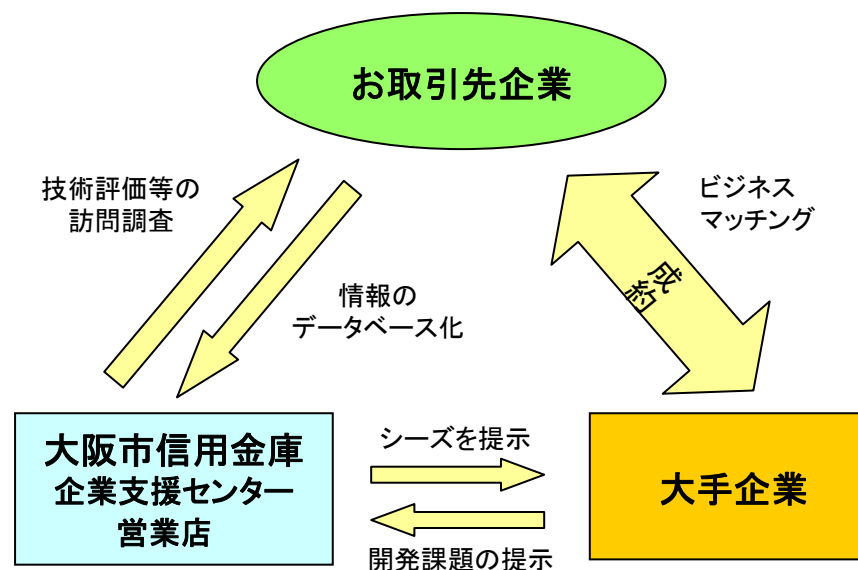 お取引先企業
技術評価等の
訪問調査
ビジネス
マッチング
成約
情報の
データベース化
大阪市信用金庫
企業支援センター
営業店
シーズを提示
開発課題の提示
大手企業